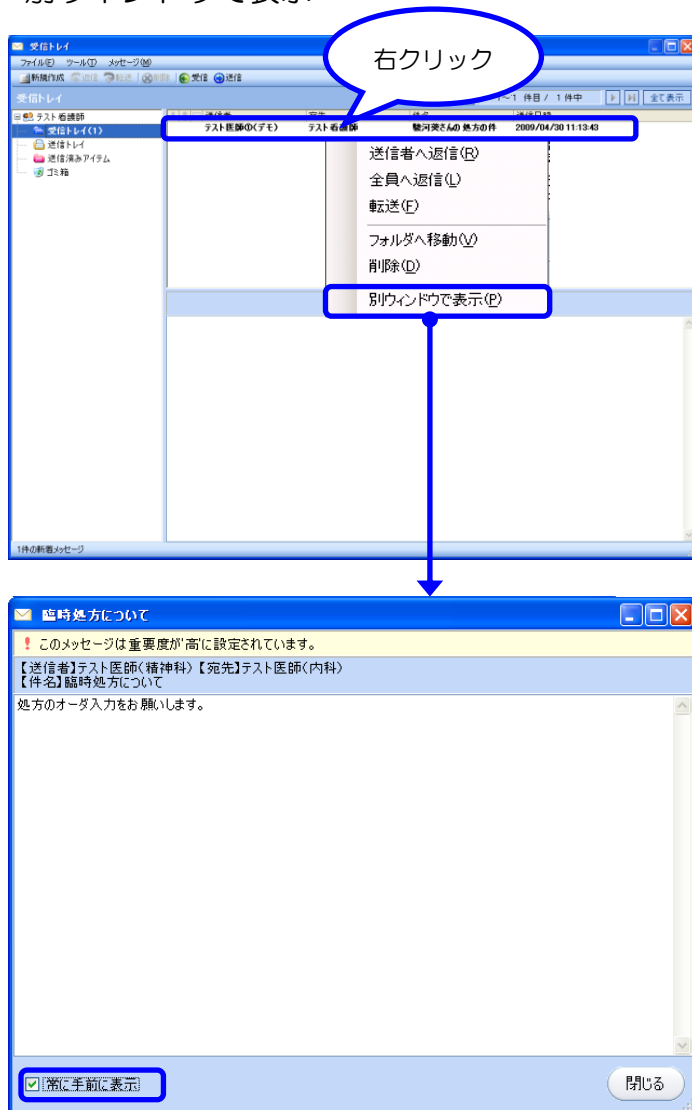 別ウィンドウで表示
受信トレイ
右クリック
ファイル(E) ツール(T) メッセージ(M)
新規作成 返信 転送 削除 受信 送信
受信トレイ
～1 件目 / 1 件中 全て表示
テスト看護師
送信者 宛先 件名 送信日時
受信トレイ(1)
テスト医師①(デモ) テスト看護師 駿河葵さんの処方の件 2009/04/30 11:13:43
送信トレイ
送信済みアイテム
ゴミ箱
送信者へ返信(R)
全員へ返信(L)
転送(F)
フォルダへ移動(V)
削除(D)
別ウィンドウで表示(P)
1件の新着メッセージ
臨時処方について
! このメッセージは重要度が'高'に設定されています。
【送信者】テスト医師(精神科)【宛先】テスト医師(内科)
【件名】臨時処方について
処方のオーダ入力をお願いします。
常に手前に表示
閉じる